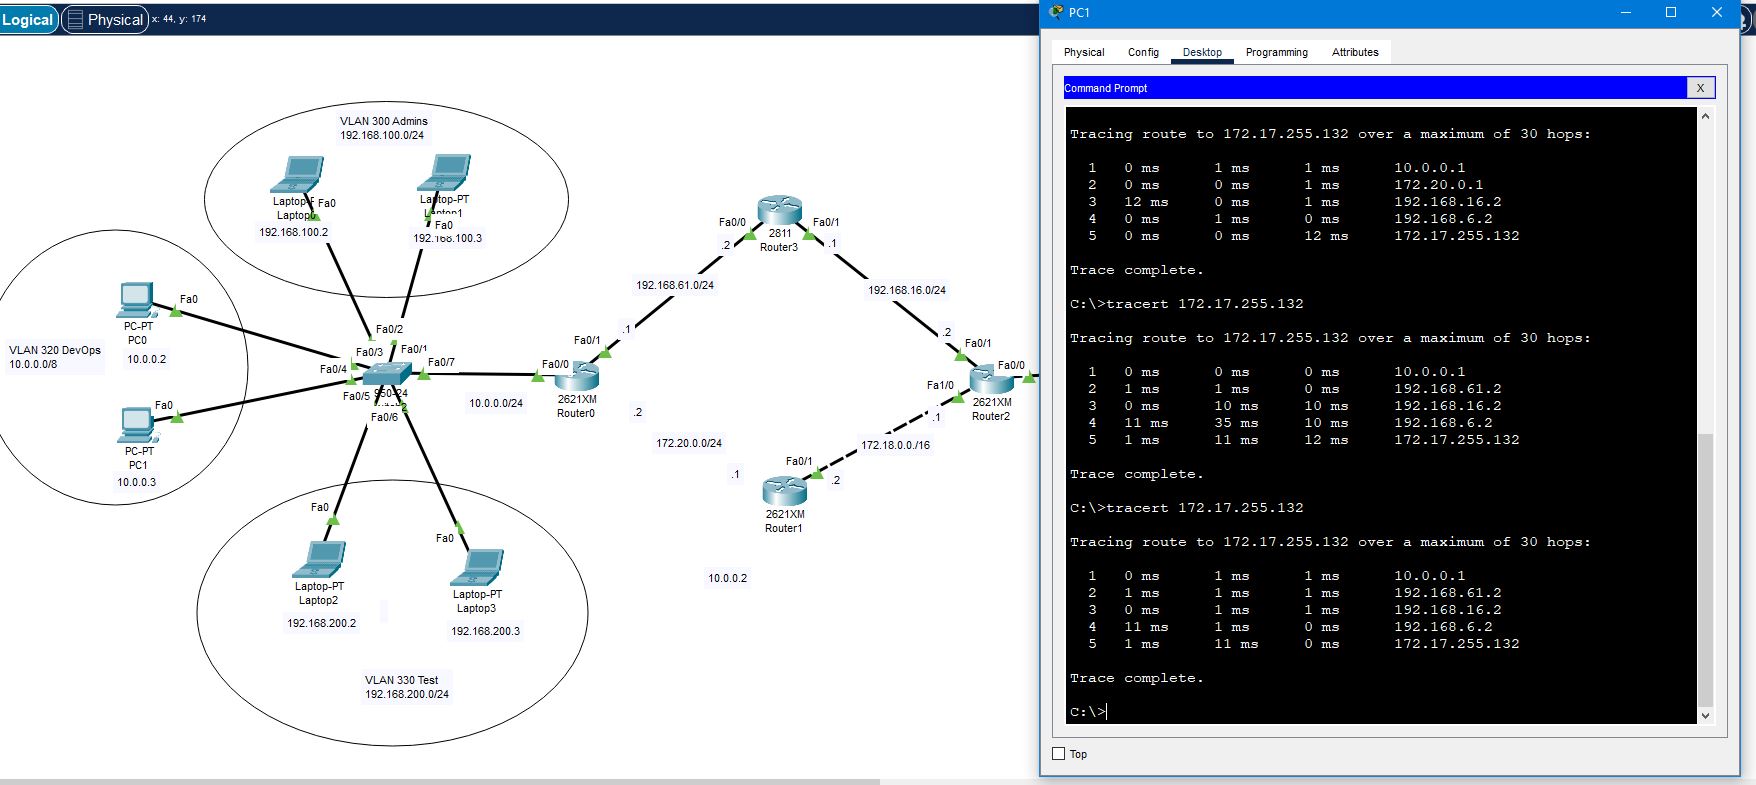 Logical
Physical
x: 44, y: 174
VLAN 300 Admins
192.168.100.0/24
Fa0
Laptop0
192.168.100.2
Laptop-PT
Laptop1
Fa0
192.168.100.3
VLAN 320 DevOps
10.0.0.0/8
Fa0
PC-PT
PC0
10.0.0.2
Fa0
PC-PT
PC1
10.0.0.3
Fa0/2
Fa0/3
Fa0/1
Fa0/4
Fa0/7
Fa0/5
Fa0/6
Fa0/0
Fa0/1
2621XM
Router0
10.0.0.0/24
.1
192.168.61.0/24
.2
Fa0/0
Fa0/1
2811
Router3
.1
192.168.16.0/24
.2
Fa0/1
Fa0/0
Fa1/0
2621XM
Router2
.1
172.18.0.0./16
.2
172.20.0.0/24
.1
Fa0/1
.2
2621XM
Router1
10.0.0.2
Fa0
Laptop-PT
Laptop2
192.168.200.2
Fa0
Laptop-PT
Laptop3
192.168.200.3
VLAN 330 Test
192.168.200.0/24
PC1
Physical Config Desktop Programming Attributes
Command Prompt
X
Tracing route to 172.17.255.132 over a maximum of 30 hops:
1 0 ms 1 ms 1 ms 10.0.0.1
2 0 ms 0 ms 1 ms 172.20.0.1
3 12 ms 0 ms 1 ms 192.168.16.2
4 0 ms 1 ms 0 ms 192.168.6.2
5 0 ms 0 ms 12 ms 172.17.255.132
Trace complete.
C:\>tracert 172.17.255.132
Tracing route to 172.17.255.132 over a maximum of 30 hops:
1 0 ms 0 ms 0 ms 10.0.0.1
2 1 ms 1 ms 0 ms 192.168.61.2
3 0 ms 10 ms 10 ms 192.168.16.2
4 11 ms 35 ms 10 ms 192.168.6.2
5 1 ms 11 ms 12 ms 172.17.255.132
Trace complete.
C:\>tracert 172.17.255.132
Tracing route to 172.17.255.132 over a maximum of 30 hops:
1 0 ms 1 ms 1 ms 10.0.0.1
2 1 ms 1 ms 1 ms 192.168.61.2
3 0 ms 1 ms 1 ms 192.168.16.2
4 11 ms 1 ms 0 ms 192.168.6.2
5 1 ms 11 ms 0 ms 172.17.255.132
Trace complete.
C:\>
Top